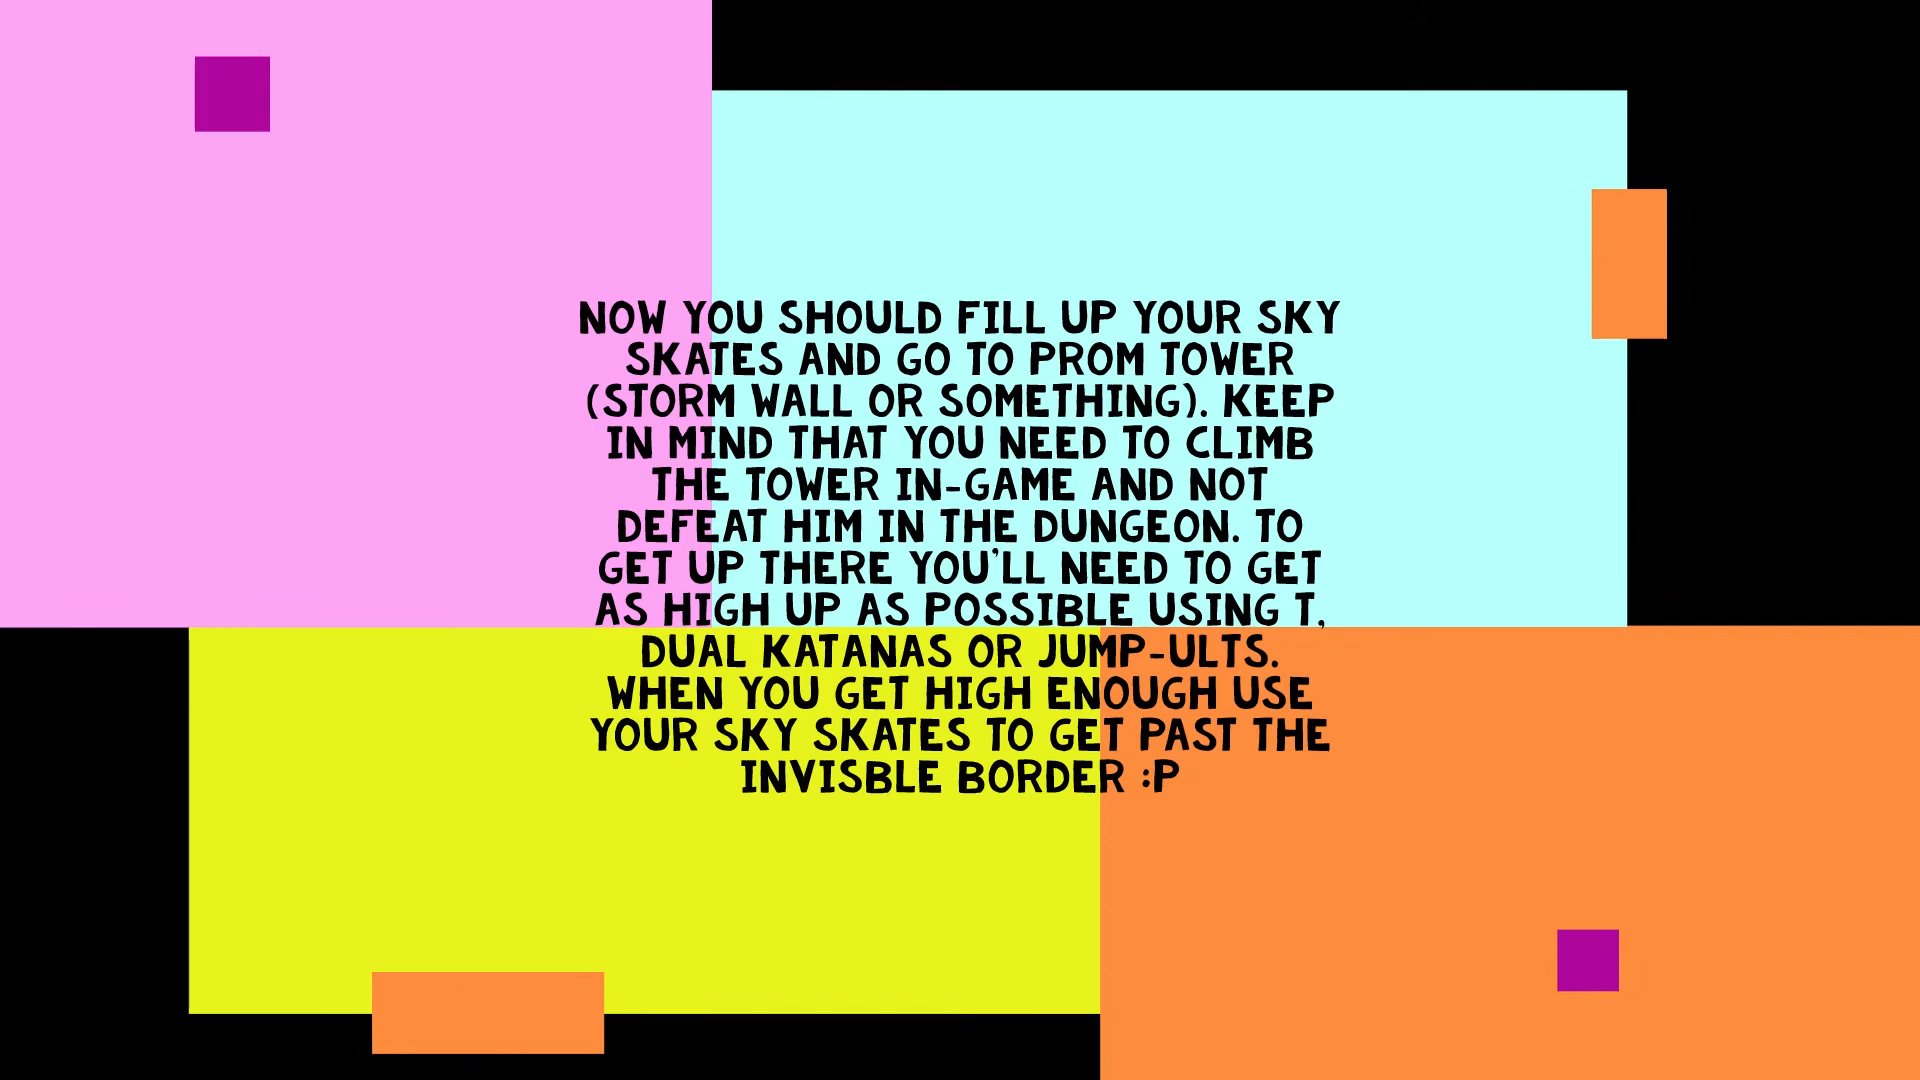 NOW YOU SHOULD FILL UP YOUR SKY
SKATES AND GO TO PROM TOWER
(STORM WALL OR SOMETHING). KEEP
IN MIND THAT YOU NEED TO CLIMB
THE TOWER IN-GAME AND NOT
DEFEAT HIM IN THE DUNGEON. TO
GET UP THERE YOU'LL NEED TO GET
AS HIGH UP AS POSSIBLE USING T,
DUAL KATANAS OR JUMP-ULTS.
WHEN YOU GET HIGH ENOUGH USE
YOUR SKY SKATES TO GET PAST THE
INVISBLE BORDER :P